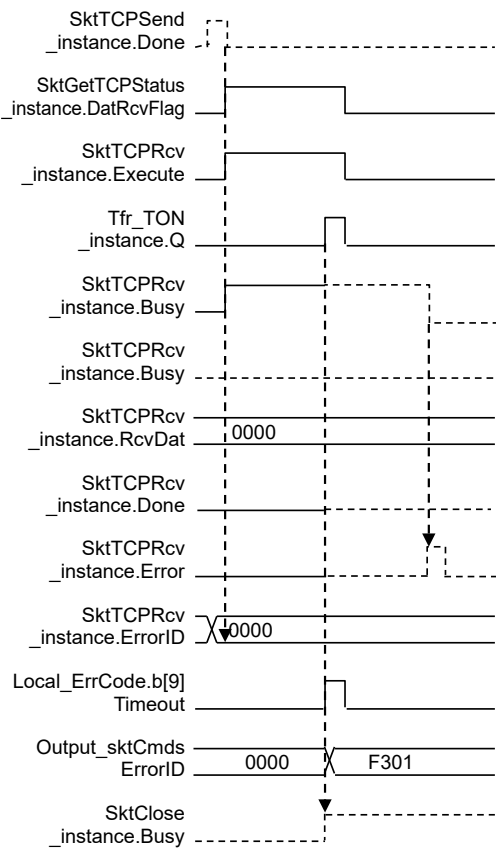 SktTCPSend
_instance.Done
SktGetTCPStatus
_instance.DatRcvFlag
SktTCPRcv
_instance.Execute
Tfr_TON
_instance.Q
SktTCPRcv
_instance.Busy
SktTCPRcv
_instance.Busy
SktTCPRcv
_instance.RcvDat
0000
SktTCPRcv
_instance.Done
SktTCPRcv
_instance.Error
SktTCPRcv
_instance.ErrorID
0000
Local_ErrCode.b[9]
Timeout
Output_sktCmds
ErrorID
0000
F301
SktClose
_instance.Busy